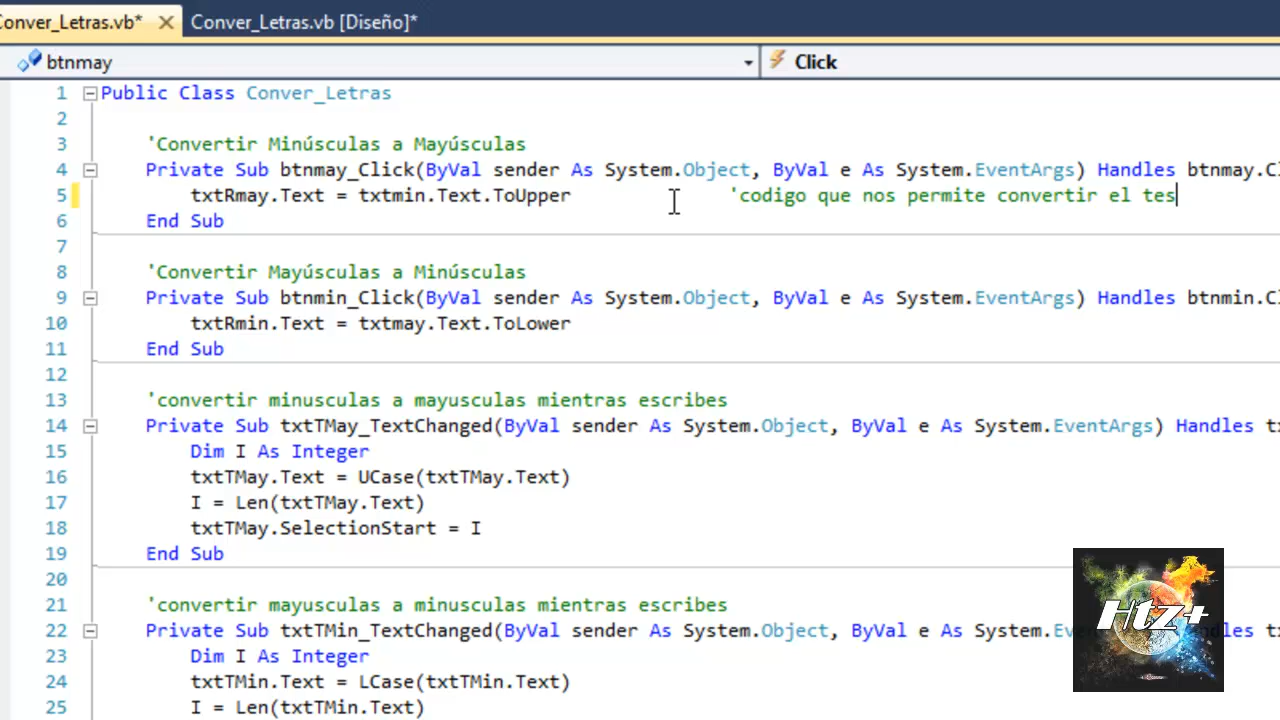 Conver_Letras.vb* Conver_Letras.vb [Diseño]*
btnmay Click
1 Public Class Conver_Letras
2
3 'Convertir Minúsculas a Mayúsculas
4 Private Sub btnmay_Click(ByVal sender As System.Object, ByVal e As System.EventArgs) Handles btnmay.Cl
5 txtRmay.Text = txtmin.Text.ToUpper 'codigo que nos permite convertir el tes
6 End Sub
7
8 'Convertir Mayúsculas a Minúsculas
9 Private Sub btnmin_Click(ByVal sender As System.Object, ByVal e As System.EventArgs) Handles btnmin.Cl
10 txtRmin.Text = txtmay.Text.ToLower
11 End Sub
12
13 'convertir minusculas a mayusculas mientras escribes
14 Private Sub txtTMay_TextChanged(ByVal sender As System.Object, ByVal e As System.EventArgs) Handles tx
15 Dim I As Integer
16 txtTMay.Text = UCase(txtTMay.Text)
17 I = Len(txtTMay.Text)
18 txtTMay.SelectionStart = I
19 End Sub
20
21 'convertir mayusculas a minusculas mientras escribes
22 Private Sub txtTMin_TextChanged(ByVal sender As System.Object, ByVal e As System.Eve dles tx
23 Dim I As Integer
24 txtTMin.Text = LCase(txtTMin.Text)
25 I = Len(txtTMin.Text)
Htz+